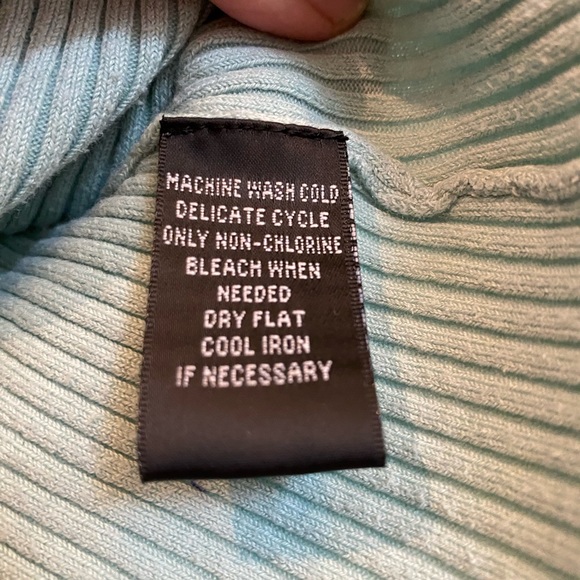 MACHINE WASH COLD
DELICATE CYCLE
ONLY NON-CHLORINE
BLEACH WHEN
NEEDED
DRY FLAT
COOL IRON
IF NECESSARY